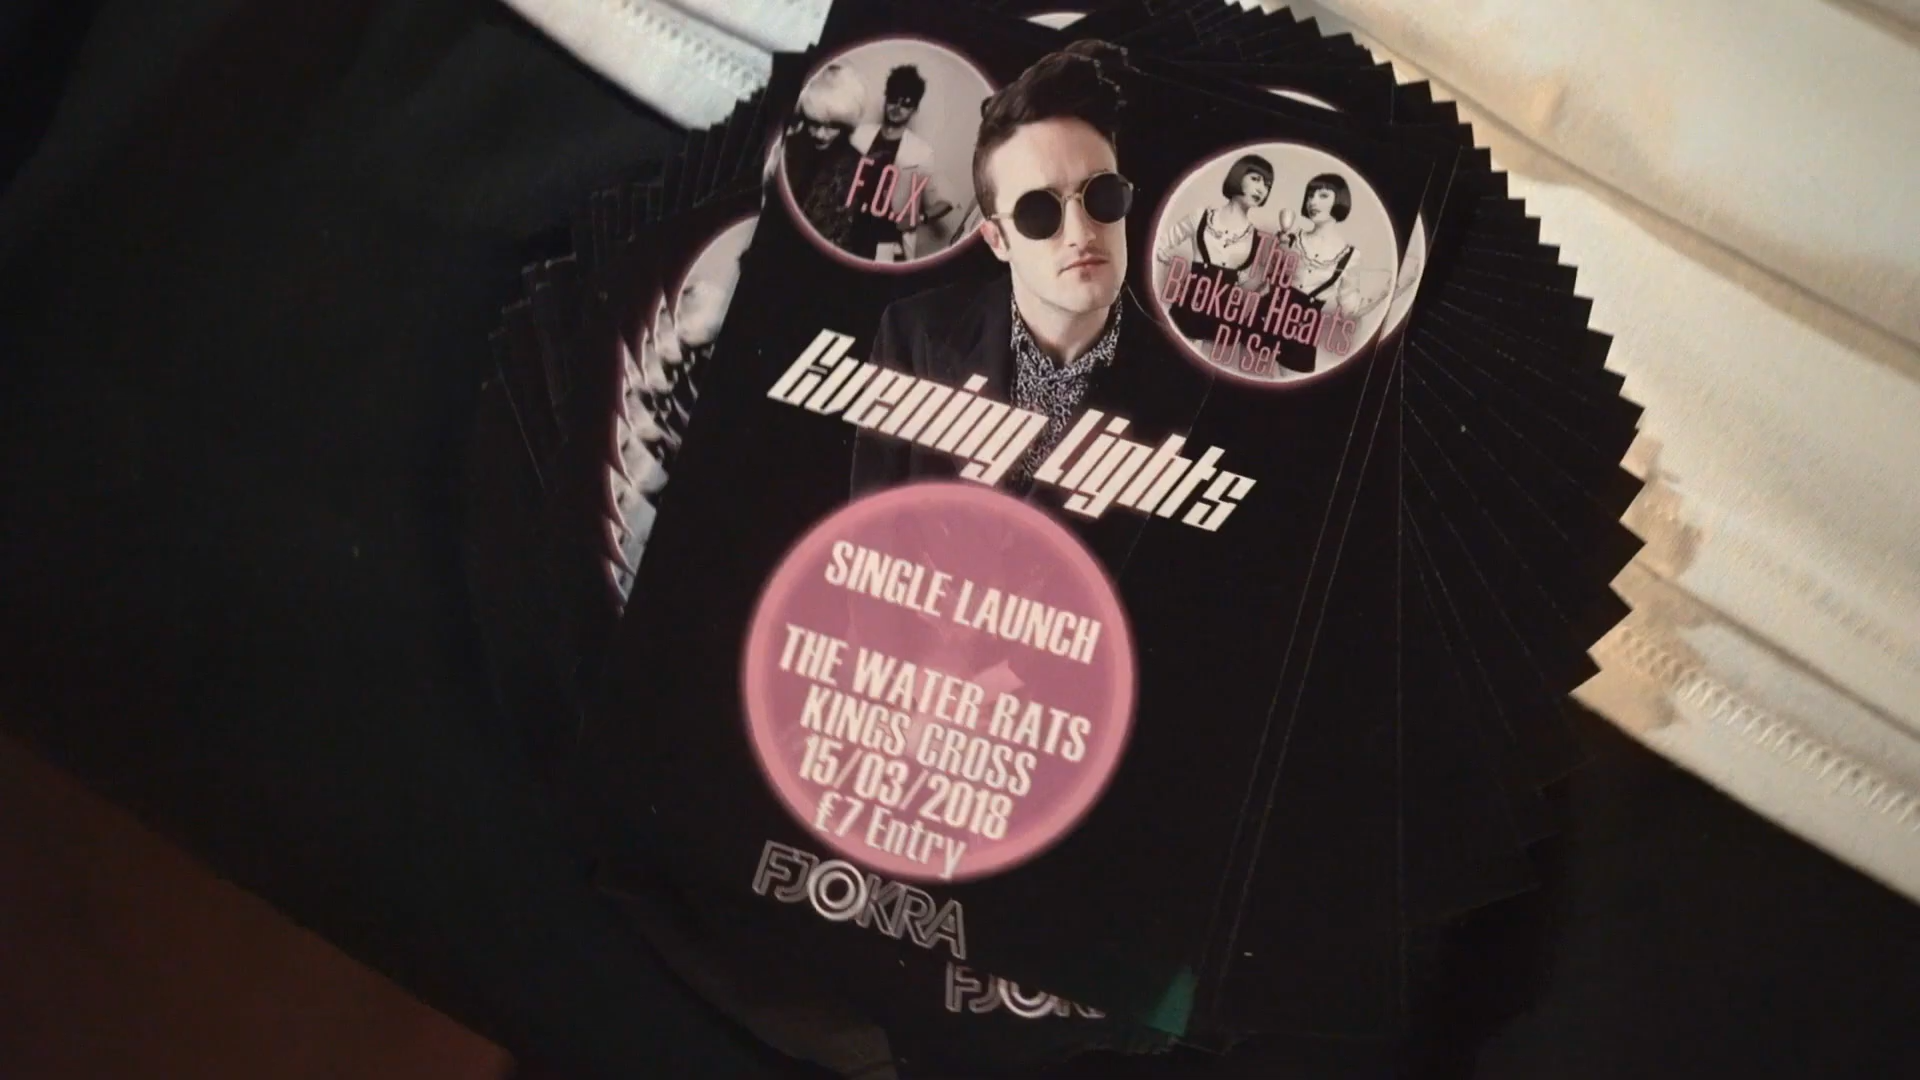 F.O.X.
The
Broken Hearts
DJ Set
Evening Lights
SINGLE LAUNCH
THE WATER RATS
KINGS CROSS
15/03/2018
£7 Entry
FJOKRA
FJOK